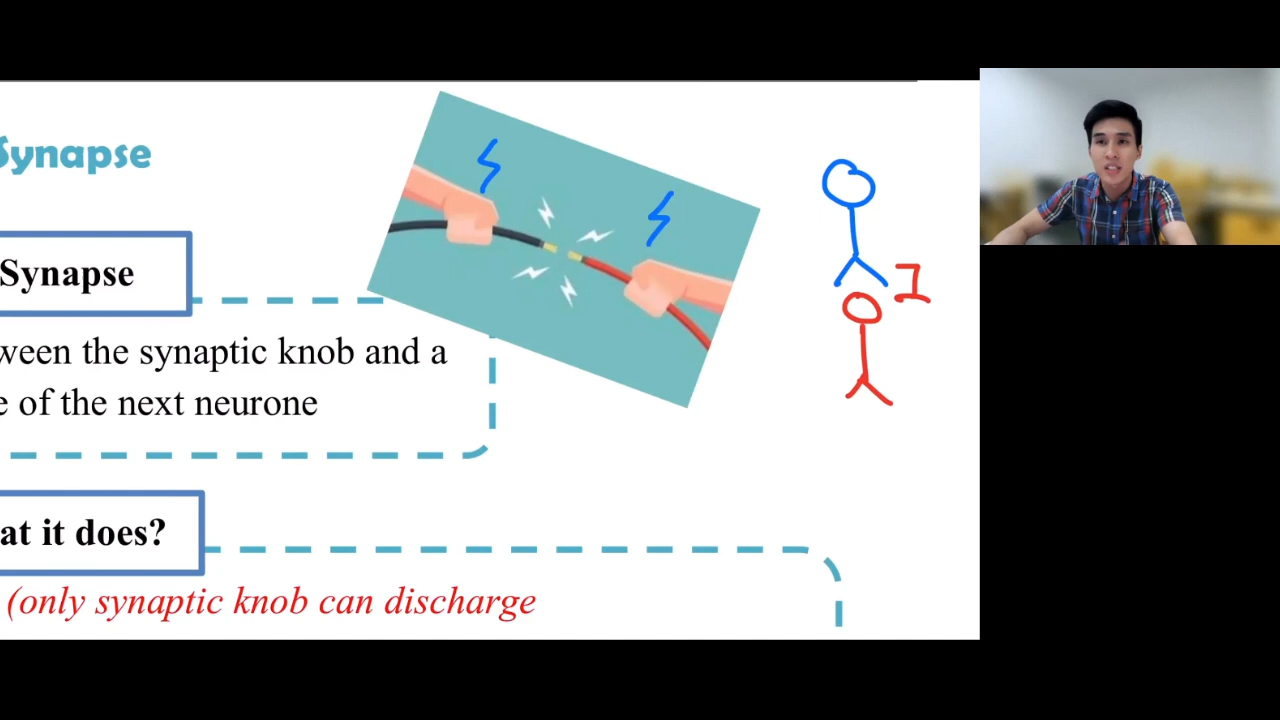 Synapse
Synapse
ween the synaptic knob and a
e of the next neurone
at it does?
(only synaptic knob can discharge
I